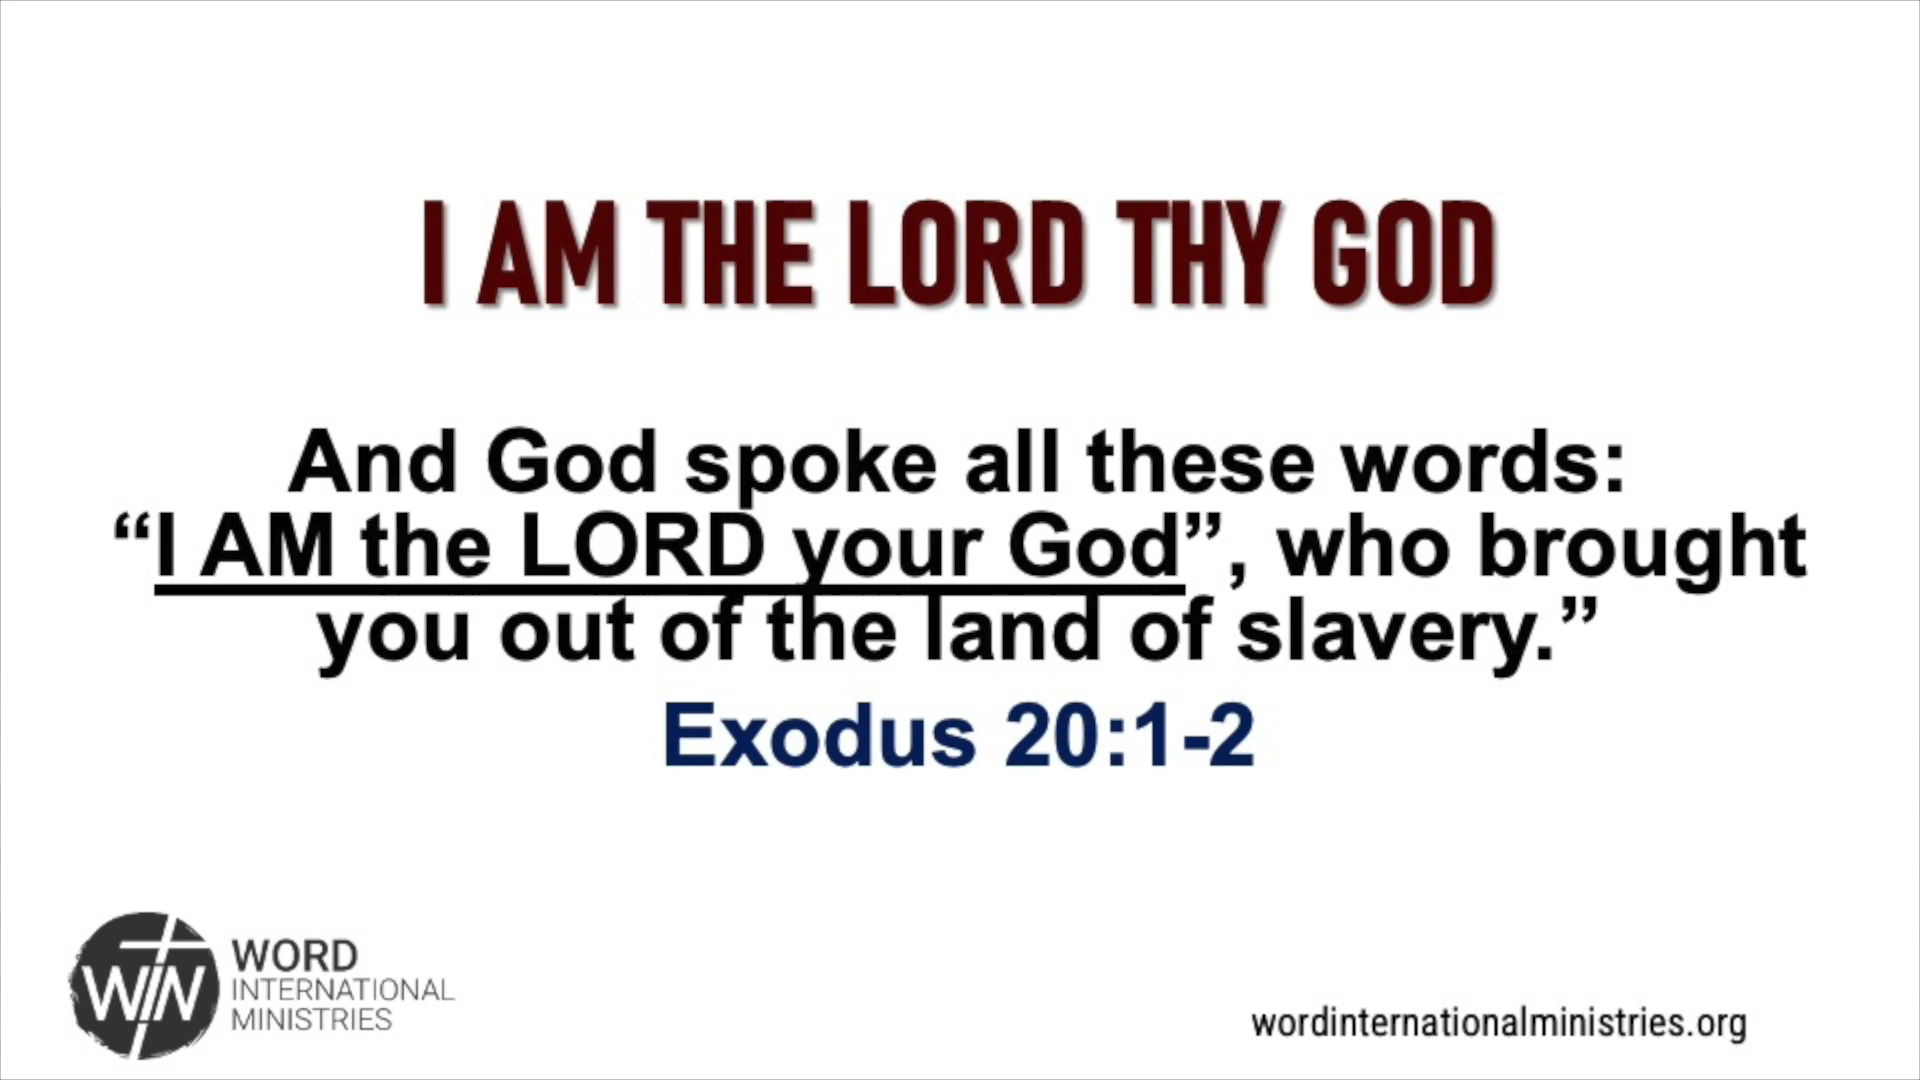 I AM THE LORD THY GOD
And God spoke all these words:
“I AM the LORD your God”, who brought
you out of the land of slavery.”
Exodus 20:1-2
WIN
WORD
INTERNATIONAL
MINISTRIES
wordinternationalministries.org